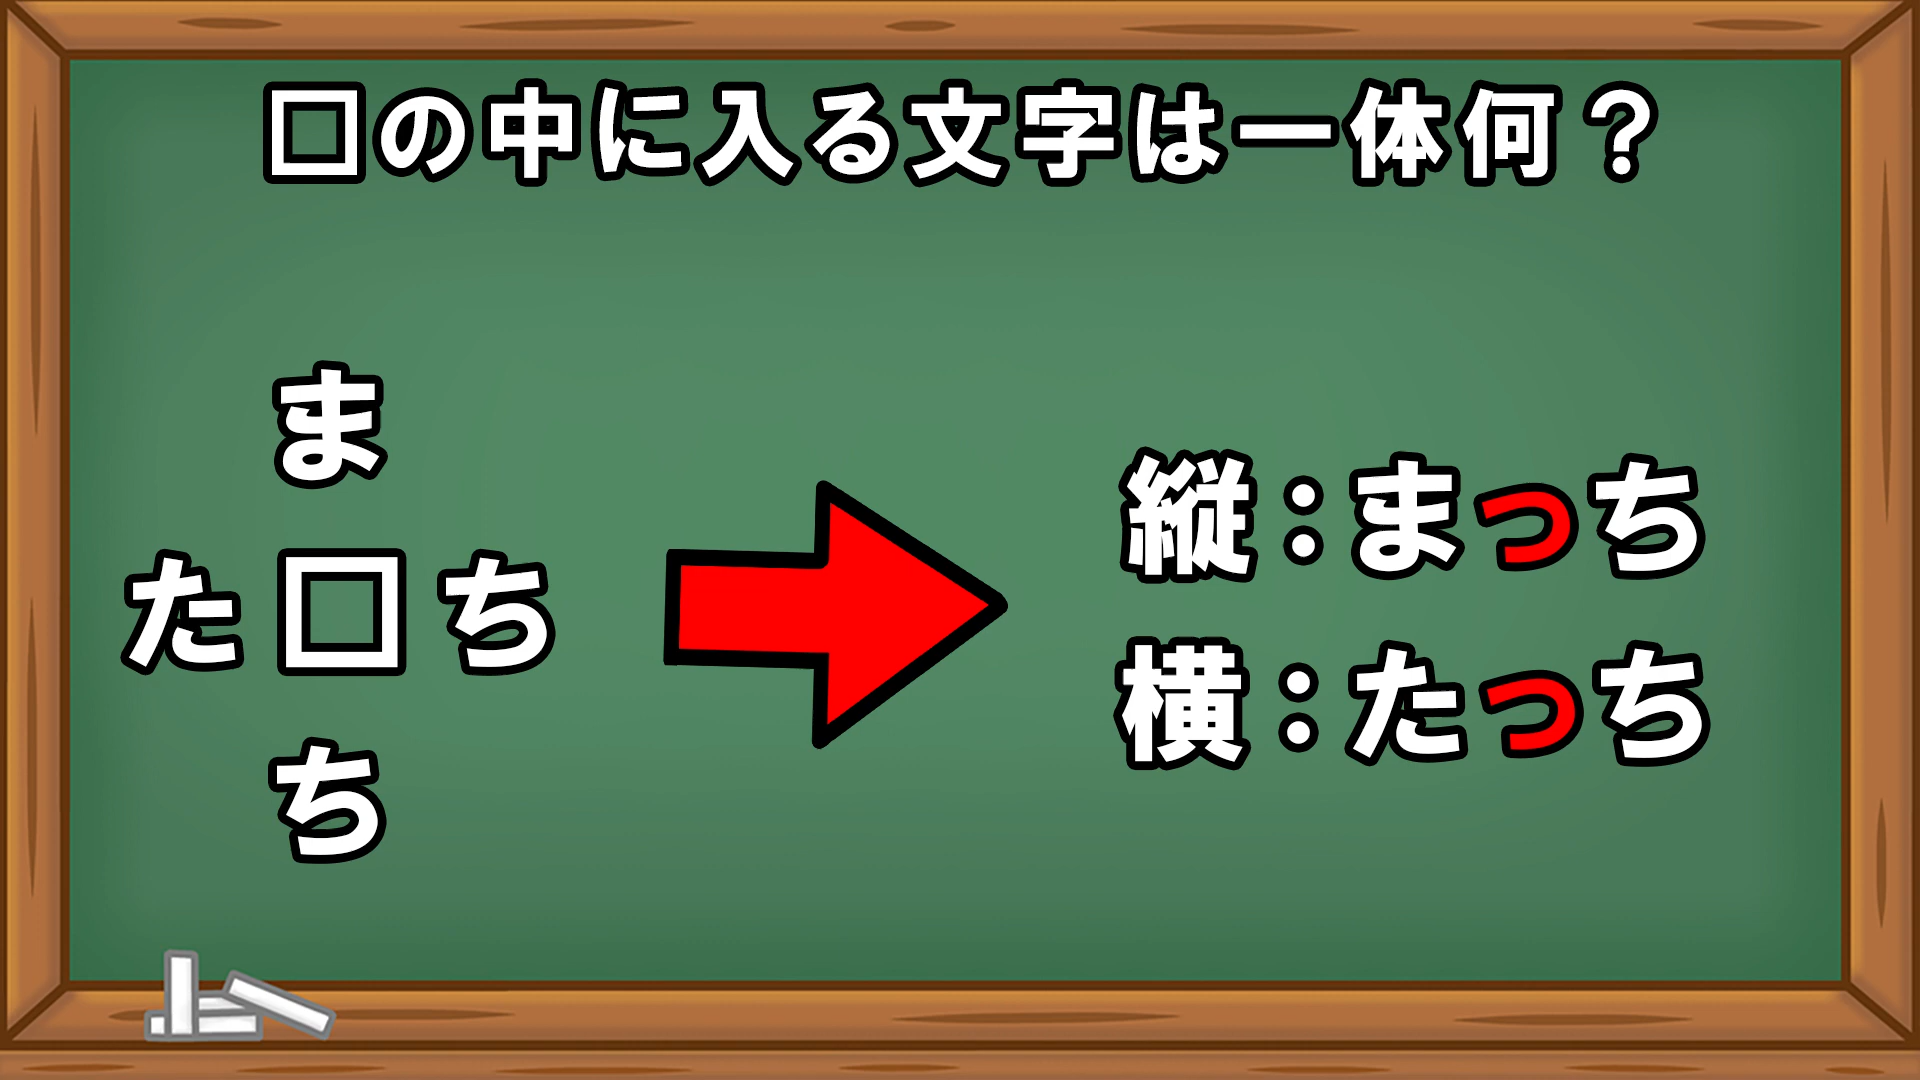 □の中に入る文字は一体何？
ま
た□ち
ち
縦：まっち
横：たっち